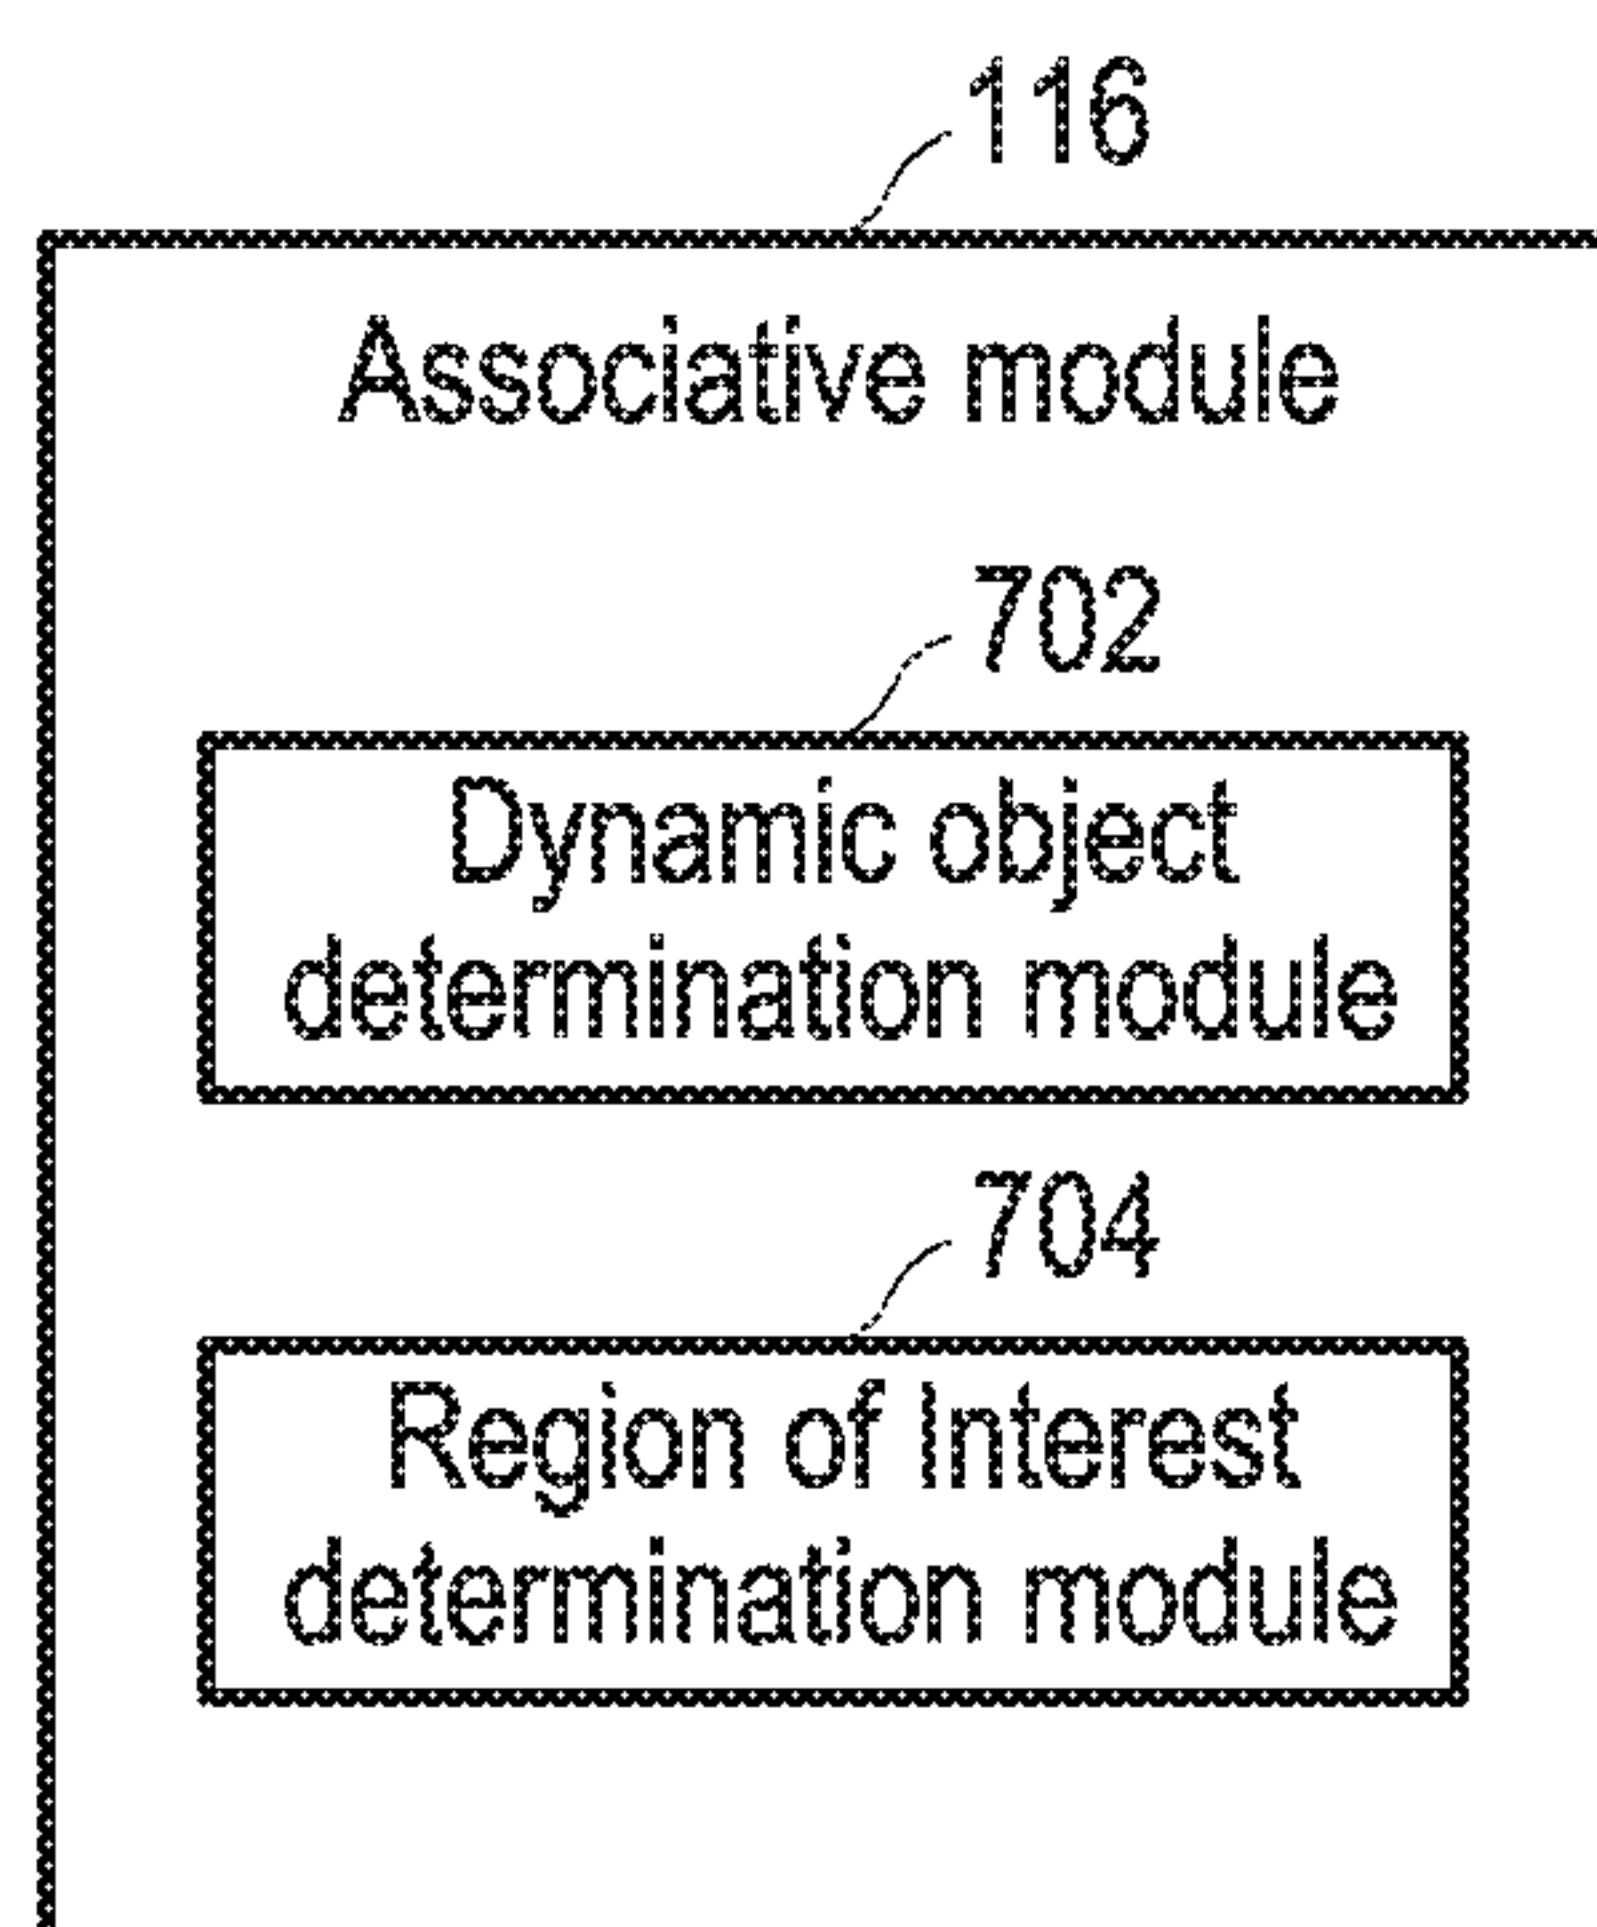 116
Associative module
702
Dynamic object
determination module
704
Region of Interest
determination module